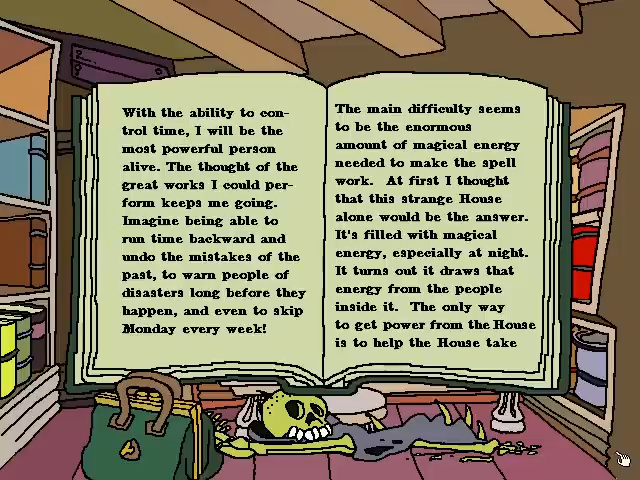 With the ability to con-
trol time, I will be the
most powerful person
alive. The thought of the
great works I could per-
form keeps me going.
Imagine being able to
run time backward and
undo the mistakes of the
past, to warn people of
disasters long before they
happen, and even to skip
Monday every week!
The main difficulty seems
to be the enormous
amount of magical energy
needed to make the spell
work. At first I thought
that this strange House
alone would be the answer.
It's filled with magical
energy, especially at night.
It turns out it draws that
energy from the people
inside it. The only way
to get power from the House
is to help the House take